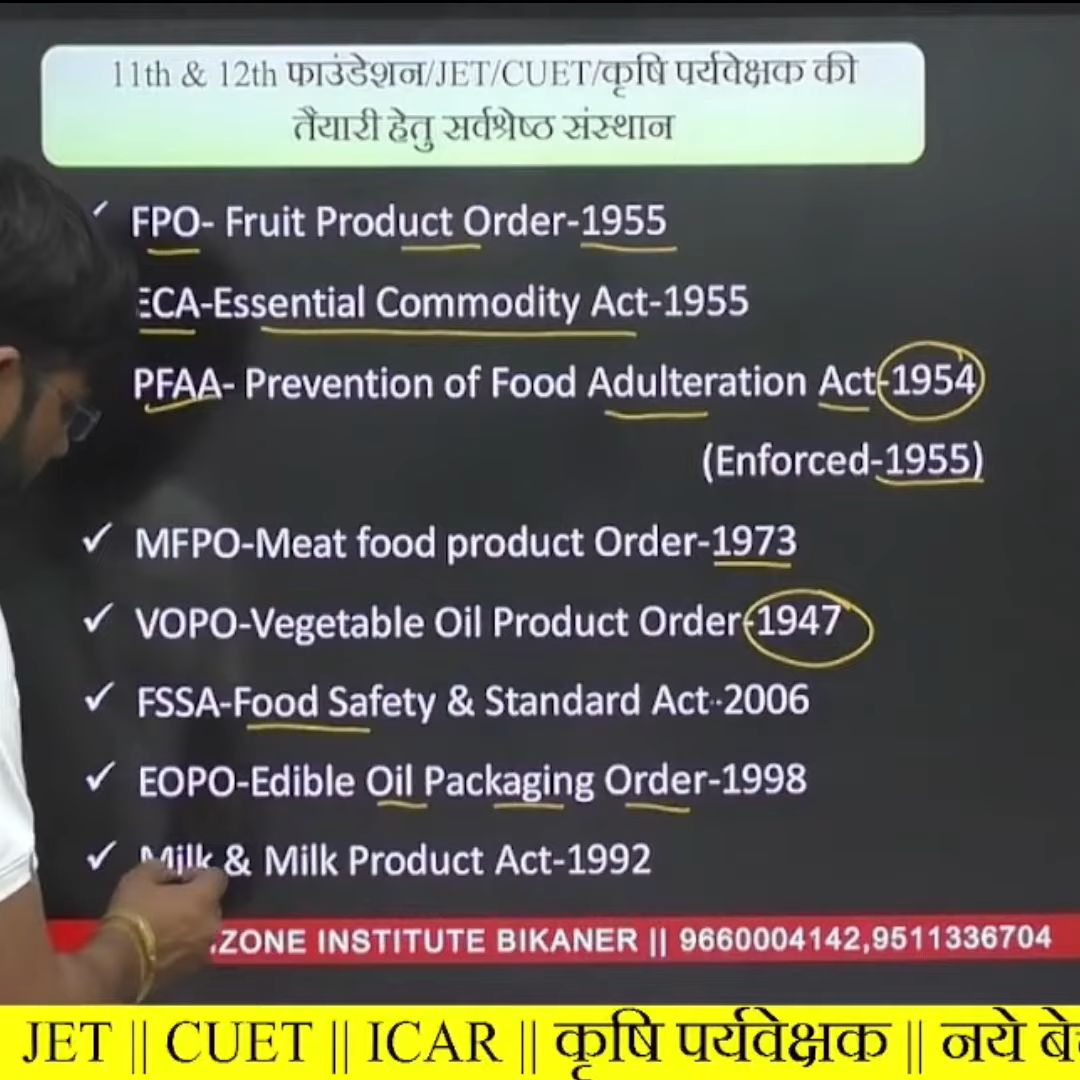 11th & 12th फाउंडेशन/JET/CUET/कृषि पर्यवेक्षक की
तैयारी हेतु सर्वश्रेष्ठ संस्थान
FPO- Fruit Product Order-1955
ECA-Essential Commodity Act-1955
PFAA- Prevention of Food Adulteration Act-1954
(Enforced-1955)
✓ MFPO-Meat food product Order-1973
✓ VOPO-Vegetable Oil Product Order-1947
✓ FSSA-Food Safety & Standard Act-2006
✓ EOPO-Edible Oil Packaging Order-1998
✓ Milk & Milk Product Act-1992
ZONE INSTITUTE BIKANER || 9660004142,9511336704
JET || CUET || ICAR || कृषि पर्यवेक्षक || नये